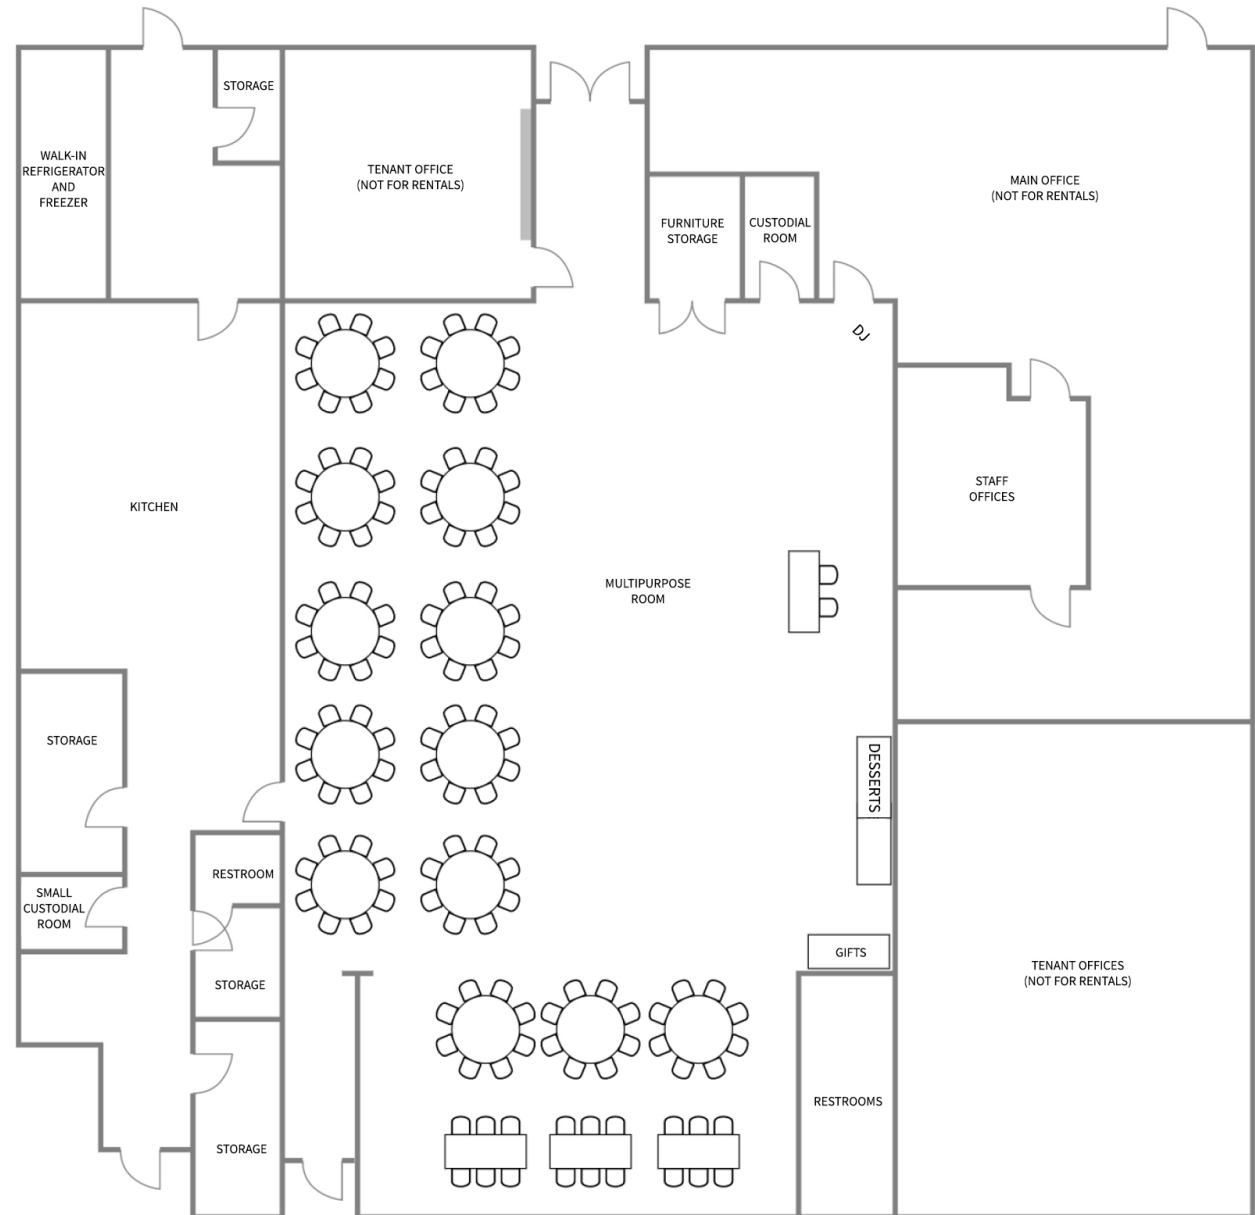 STORAGE
WALK-IN
REFRIGERATOR
AND
FREEZER
TENANT OFFICE
(NOT FOR RENTALS)
MAIN OFFICE
(NOT FOR RENTALS)
FURNITURE
STORAGE
CUSTODIAL
ROOM
DJ
KITCHEN
STAFF
OFFICES
MULTIPURPOSE
ROOM
STORAGE
DESSERTS
RESTROOM
SMALL
CUSTODIAL
ROOM
GIFTS
STORAGE
TENANT OFFICES
(NOT FOR RENTALS)
RESTROOMS
STORAGE